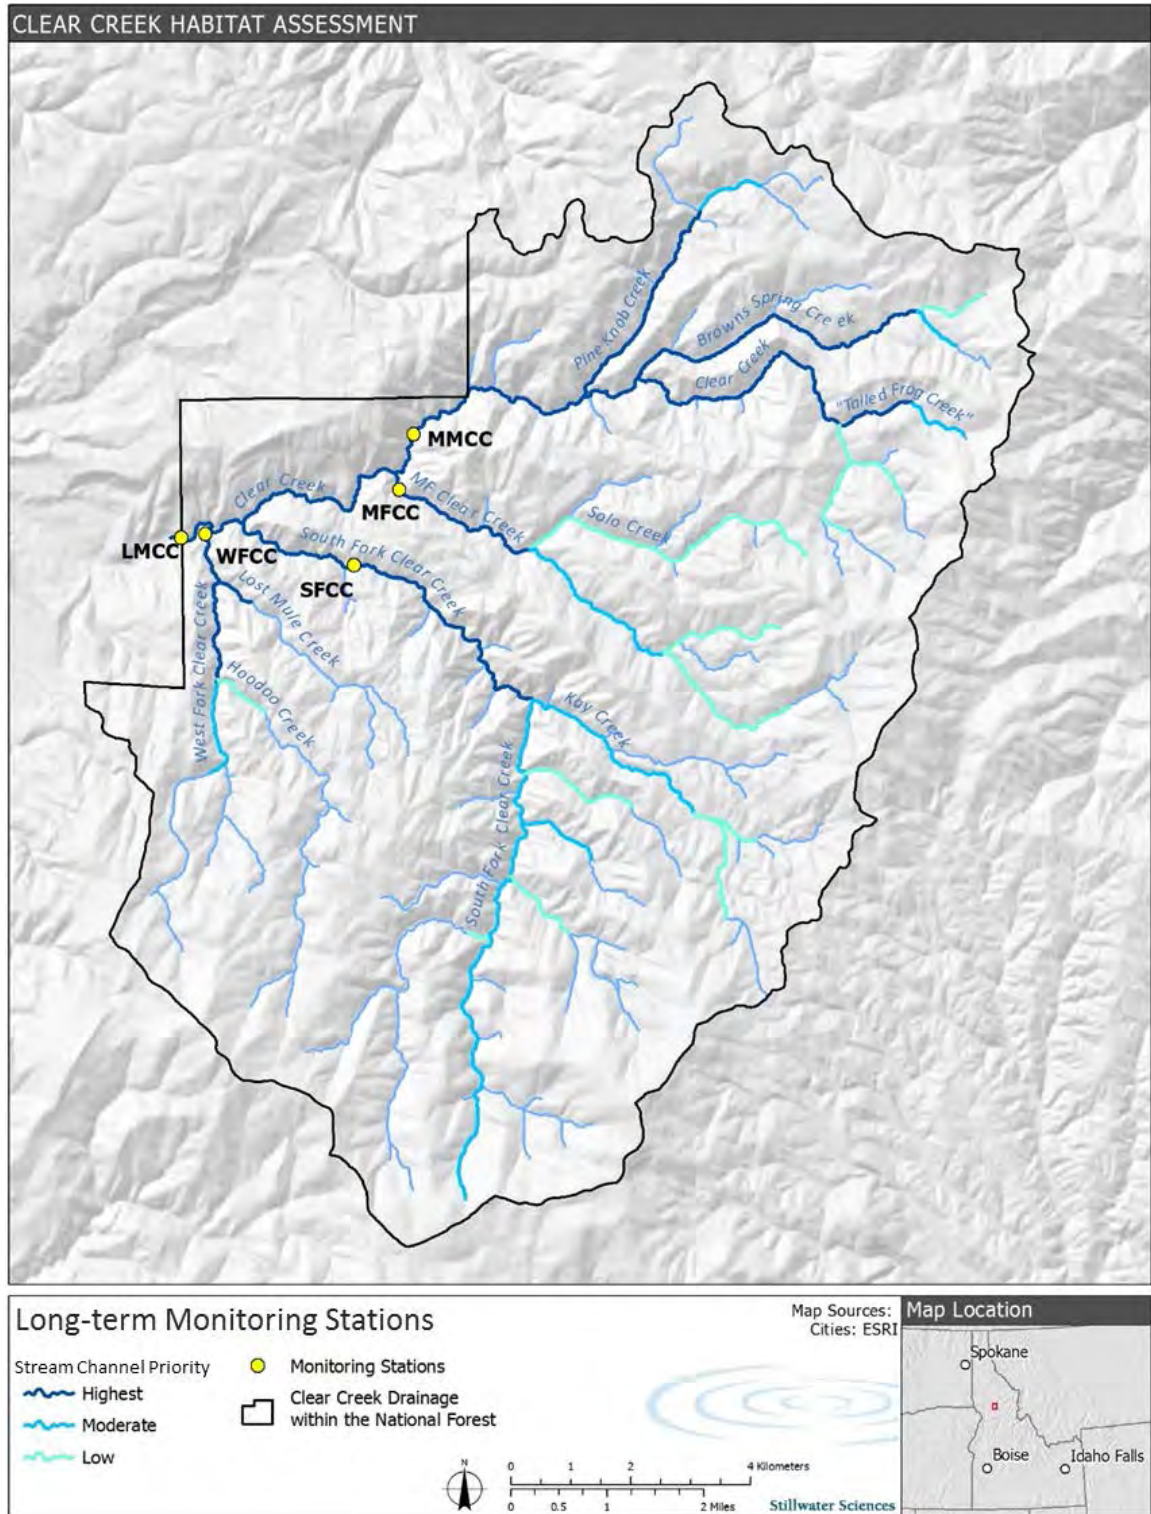 CLEAR CREEK HABITAT ASSESSMENT
Pine Knob Creek
Browns Spring Creek
Clear Creek
"Tailed Frog Creek"
MMCC
MF Clear Creek
Clear Creek
MFCC
Solo Creek
LMCC
WFCC
South Fork Clear Creek
SFCC
Lost Mule Creek
West Fork Clear Creek
Hoodoo Creek
Kay Creek
South Fork Clear Creek
Long-term Monitoring Stations
Stream Channel Priority
Highest
Moderate
Low
Monitoring Stations
Clear Creek Drainage
within the National Forest
N
0 1 2 4 Kilometers
0 0.5 1 2 Miles
Map Sources:
Cities: ESRI
Stillwater Sciences
Map Location
Spokane
Boise
Idaho Falls